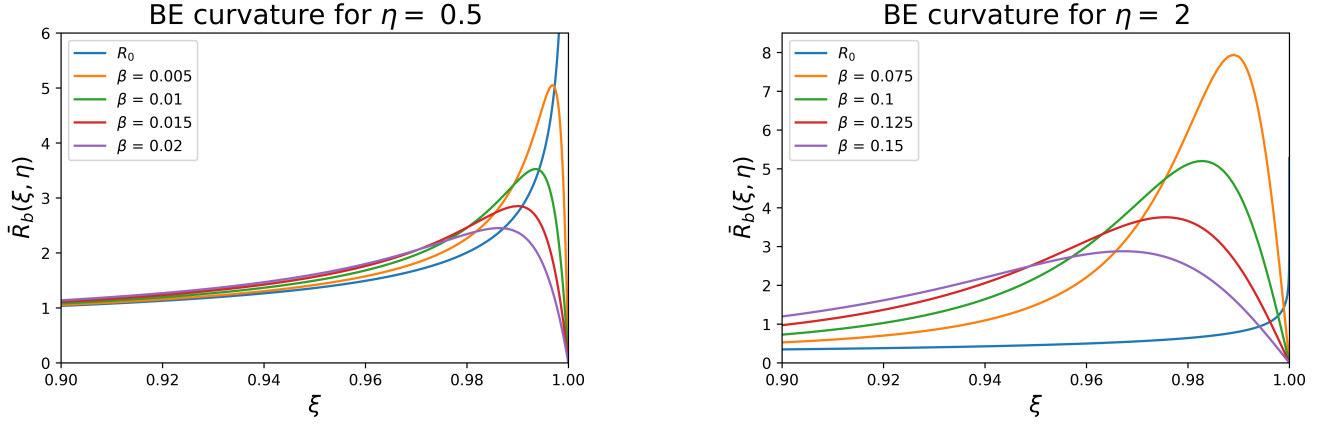 BE curvature for η = 0.5
R̄_b(ξ, η)
6
5
4
3
2
1
0
R₀
β = 0.005
β = 0.01
β = 0.015
β = 0.02
0.90 0.92 0.94 0.96 0.98 1.00
ξ
BE curvature for η = 2
R̄_b(ξ, η)
8
7
6
5
4
3
2
1
0
R₀
β = 0.075
β = 0.1
β = 0.125
β = 0.15
0.90 0.92 0.94 0.96 0.98 1.00
ξ